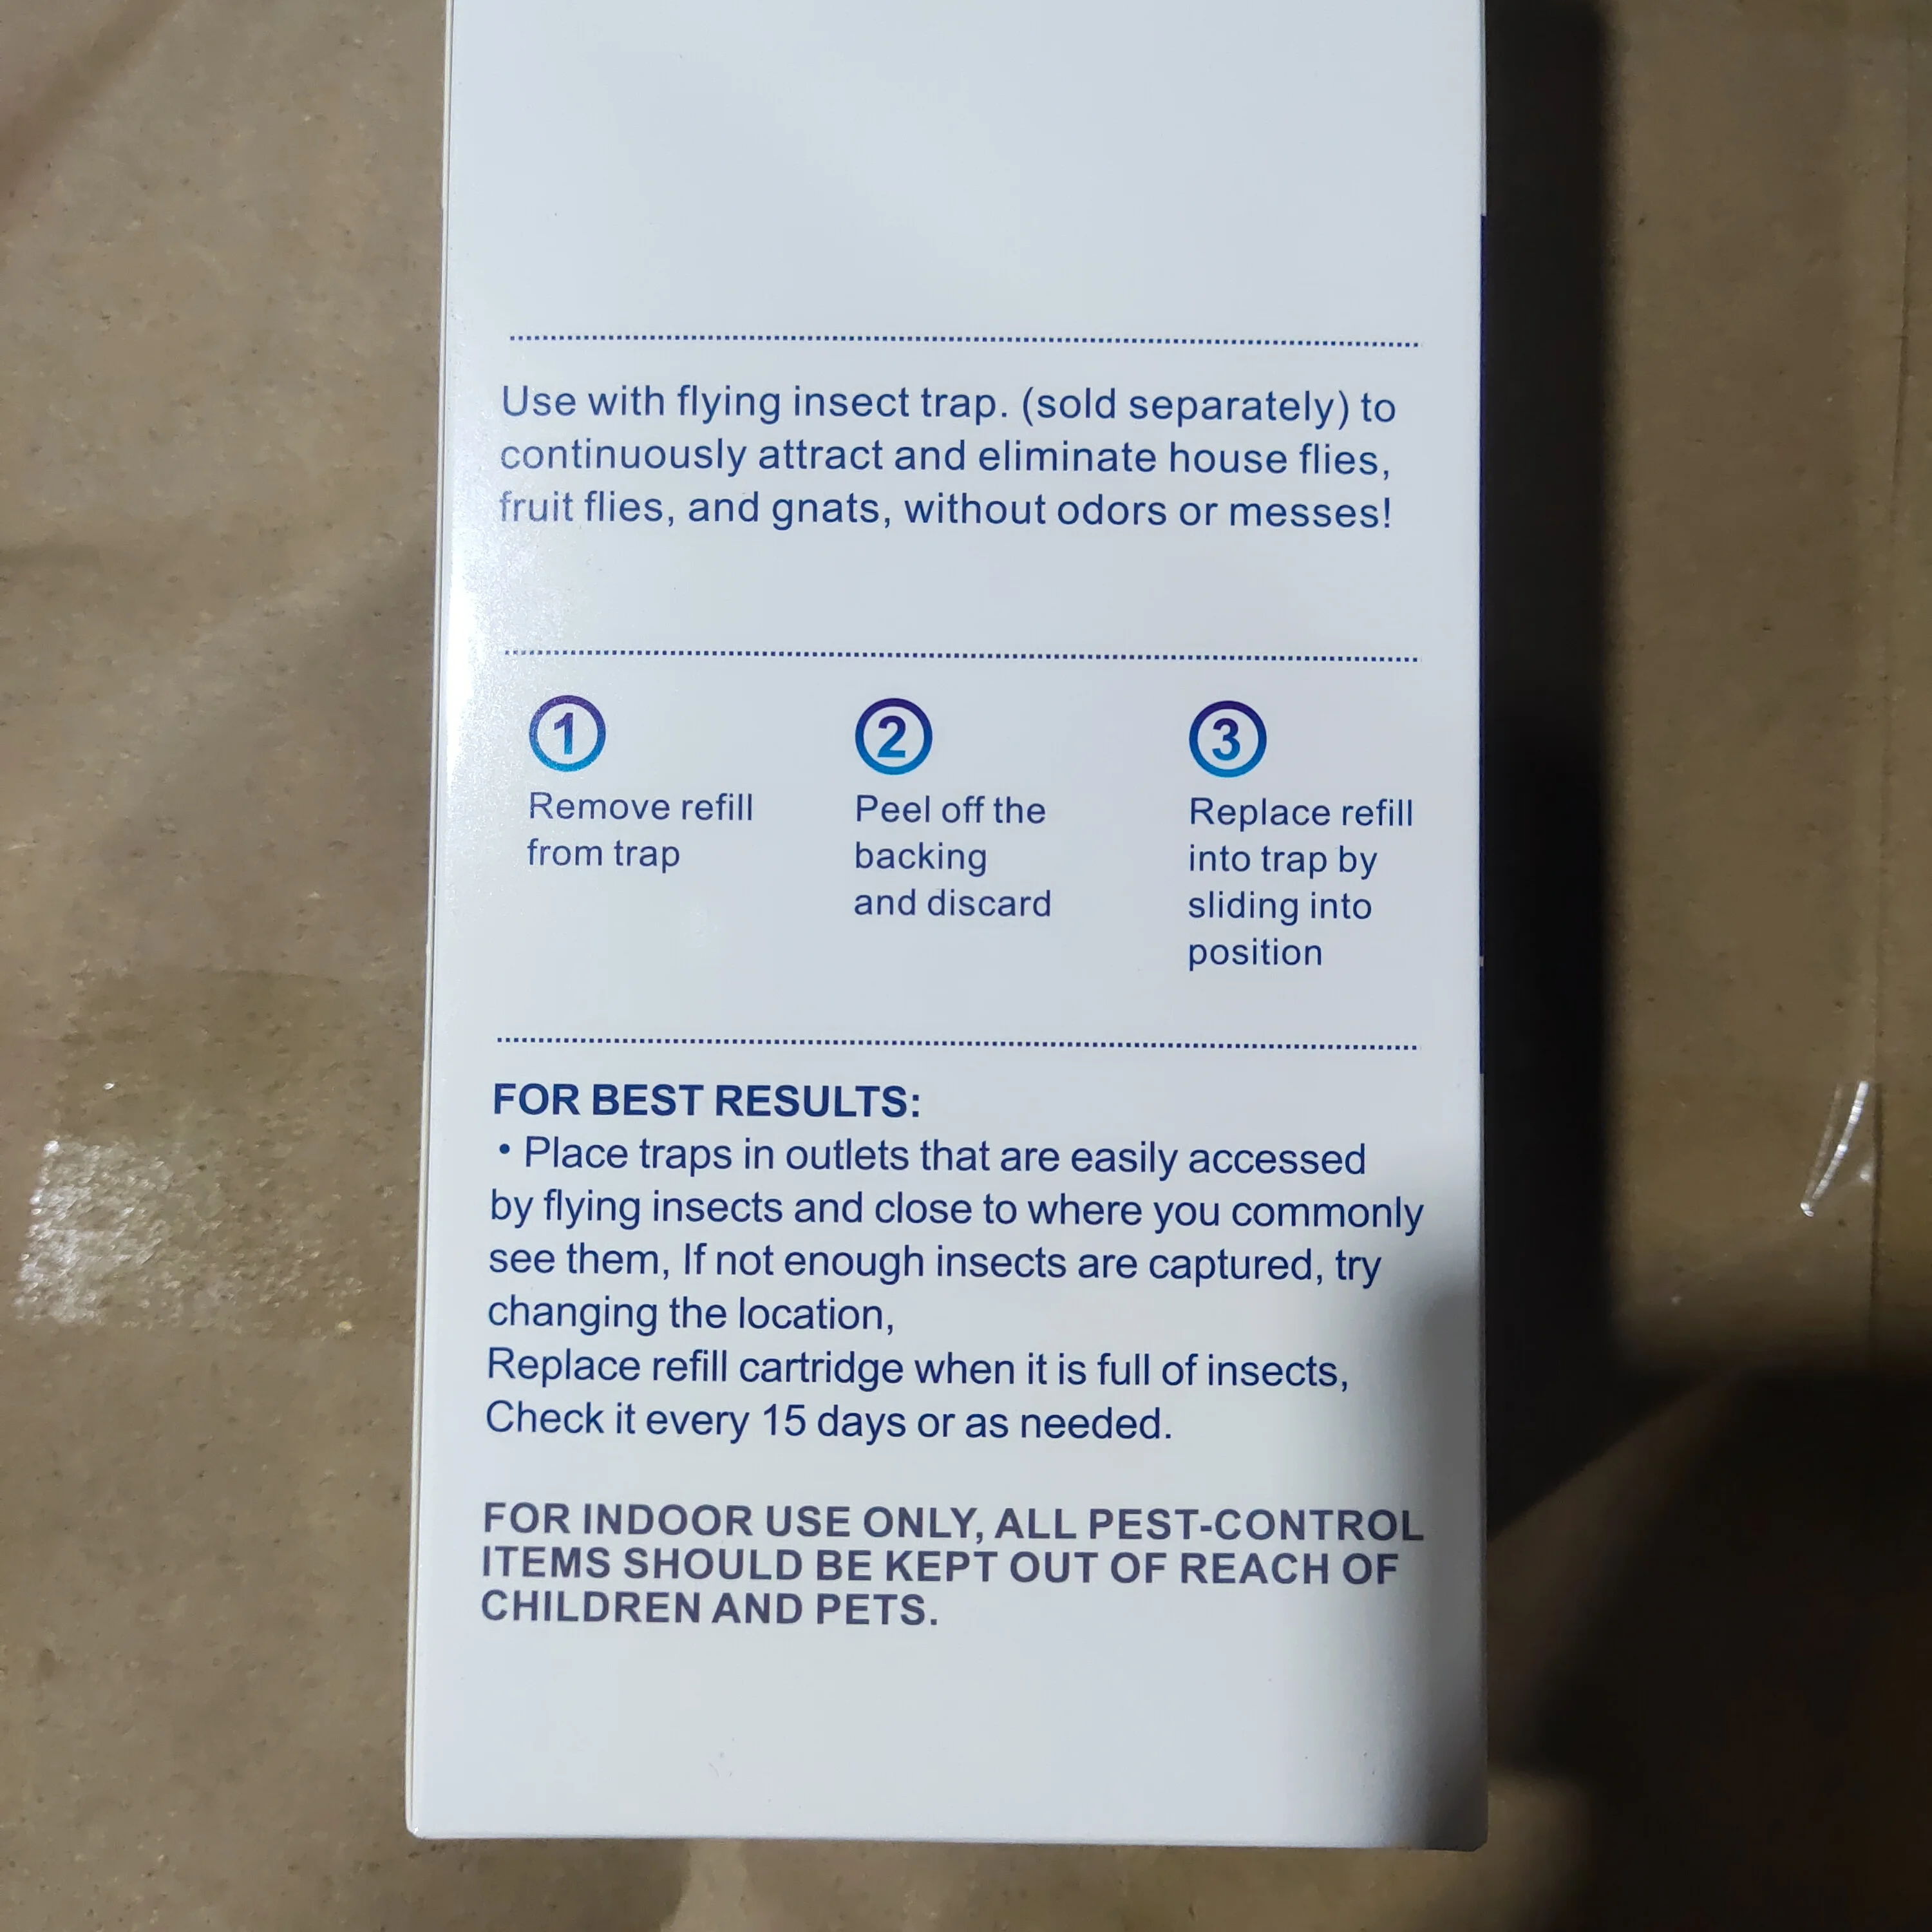 Use with flying insect trap. (sold separately) to
continuously attract and eliminate house flies,
fruit flies, and gnats, without odors or messes!
1
Remove refill
from trap
2
Peel off the
backing
and discard
3
Replace refill
into trap by
sliding into
position
FOR BEST RESULTS:
• Place traps in outlets that are easily accessed
by flying insects and close to where you commonly
see them, If not enough insects are captured, try
changing the location,
Replace refill cartridge when it is full of insects,
Check it every 15 days or as needed.
FOR INDOOR USE ONLY, ALL PEST-CONTROL
ITEMS SHOULD BE KEPT OUT OF REACH OF
CHILDREN AND PETS.